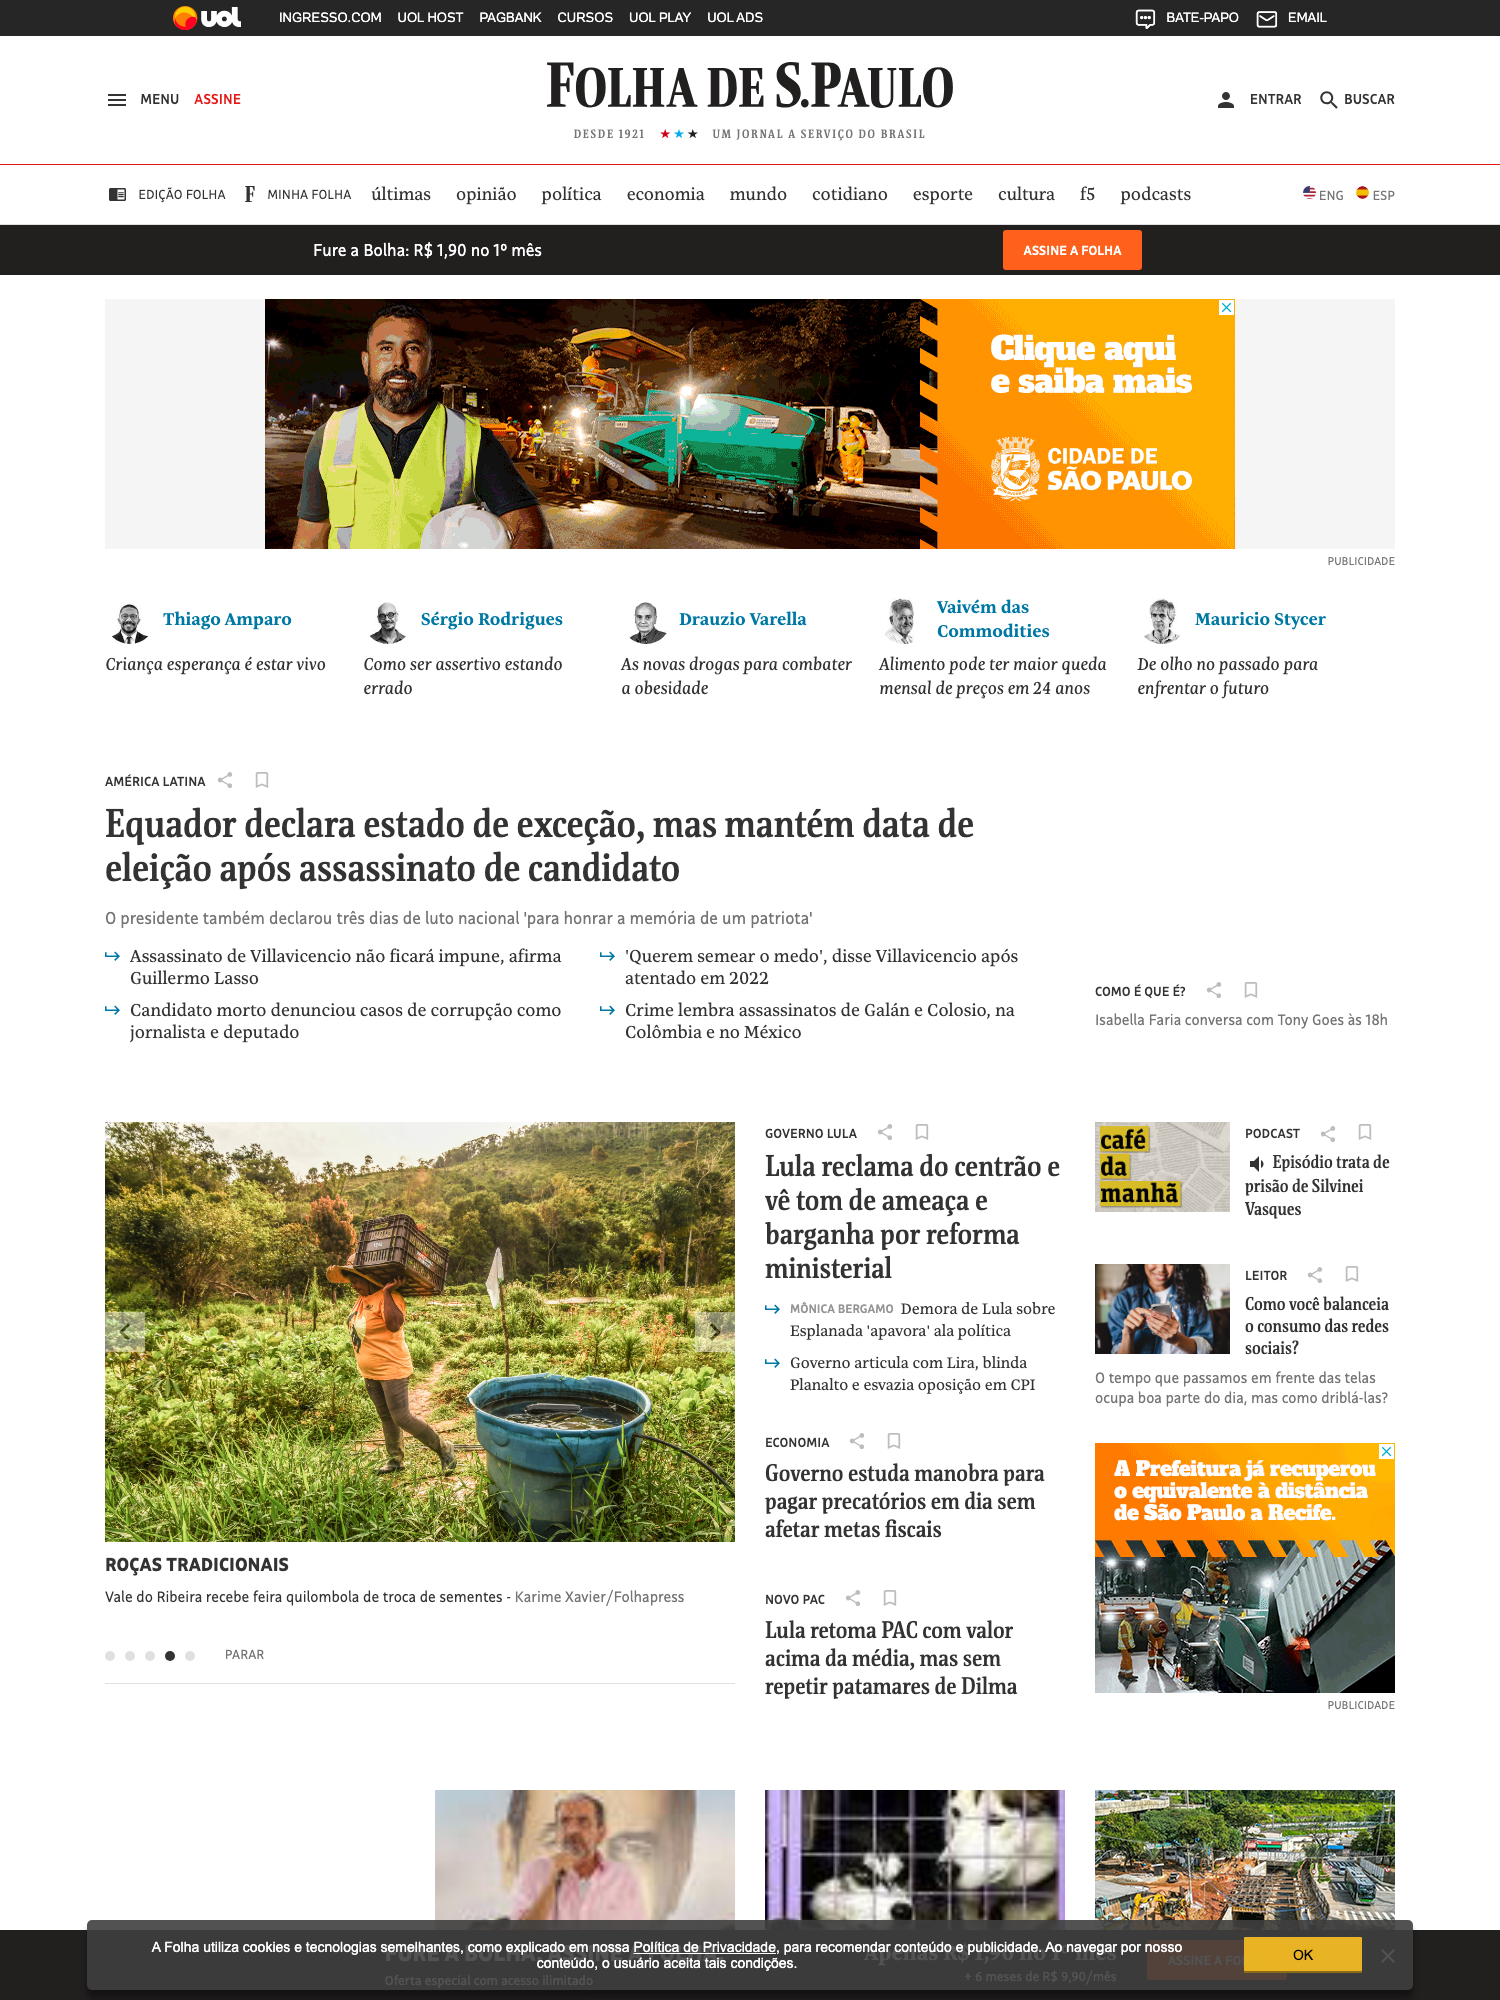 uol INGRESSO.COM UOL HOST PAGBANK CURSOS UOL PLAY UOL ADS BATE-PAPO EMAIL
MENU ASSINE FOLHA DE S.PAULO ENTRAR BUSCAR
DESDE 1921 ★★★ UM JORNAL A SERVIÇO DO BRASIL
EDIÇÃO FOLHA F MINHA FOLHA últimas opinião política economia mundo cotidiano esporte cultura f5 podcasts ENG ESP
Fure a Bolha: R$ 1,90 no 1º mês ASSINE A FOLHA
Clique aqui
e saiba mais
CIDADE DE
SÃO PAULO
PUBLICIDADE
Thiago Amparo
Criança esperança é estar vivo
Sérgio Rodrigues
Como ser assertivo estando
errado
Drauzio Varella
As novas drogas para combater
a obesidade
Vaivém das
Commodities
Alimento pode ter maior queda
mensal de preços em 24 anos
Mauricio Stycer
De olho no passado para
enfrentar o futuro
AMÉRICA LATINA
Equador declara estado de exceção, mas mantém data de
eleição após assassinato de candidato
O presidente também declarou três dias de luto nacional 'para honrar a memória de um patriota'
Assassinato de Villavicencio não ficará impune, afirma
Guillermo Lasso
Candidato morto denunciou casos de corrupção como
jornalista e deputado
'Querem semear o medo', disse Villavicencio após
atentado em 2022
Crime lembra assassinatos de Galán e Colosio, na
Colômbia e no México
COMO É QUE É?
Isabella Faria conversa com Tony Goes às 18h
ROÇAS TRADICIONAIS
Vale do Ribeira recebe feira quilombola de troca de sementes - Karime Xavier/Folhapress
PARAR
GOVERNO LULA
Lula reclama do centrão e
vê tom de ameaça e
barganha por reforma
ministerial
MÔNICA BERGAMO Demora de Lula sobre
Esplanada 'apavora' ala política
Governo articula com Lira, blinda
Planalto e esvazia oposição em CPI
ECONOMIA
Governo estuda manobra para
pagar precatórios em dia sem
afetar metas fiscais
NOVO PAC
Lula retoma PAC com valor
acima da média, mas sem
repetir patamares de Dilma
café
da
manhã
PODCAST
Episódio trata de
prisão de Silvinei
Vasques
LEITOR
Como você balanceia
o consumo das redes
sociais?
O tempo que passamos em frente das telas
ocupa boa parte do dia, mas como driblá-las?
A Prefeitura já recuperou
o equivalente à distância
de São Paulo a Recife.
PUBLICIDADE
A Folha utiliza cookies e tecnologias semelhantes, como explicado em nossa Política de Privacidade, para recomendar conteúdo e publicidade. Ao navegar por nosso
conteúdo, o usuário aceita tais condições.
OK
Apenas R$ 1,90 no 1º mês
Oferta especial com acesso ilimitado
+ 6 meses de R$ 9,90/mês
ASSINE A FO